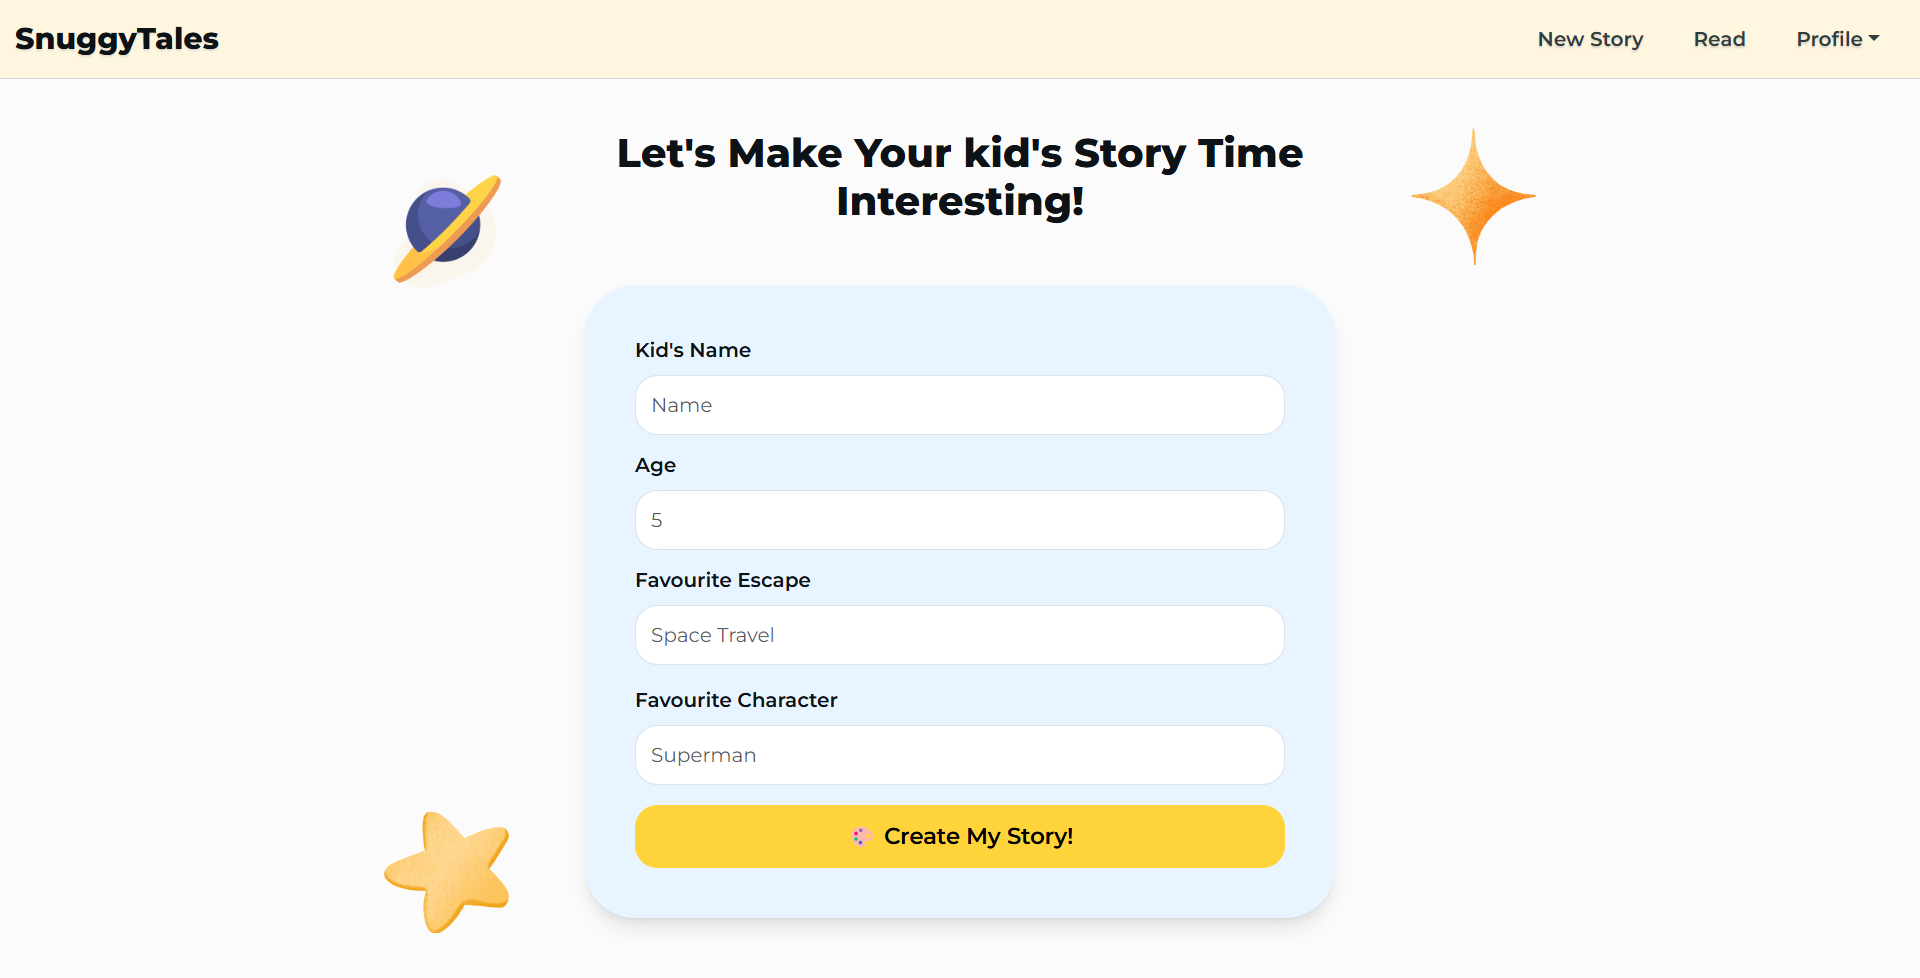 SnuggyTales
New Story
Read
Profile
Let's Make Your kid's Story Time
Interesting!
Kid's Name
Name
Age
5
Favourite Escape
Space Travel
Favourite Character
Superman
Create My Story!